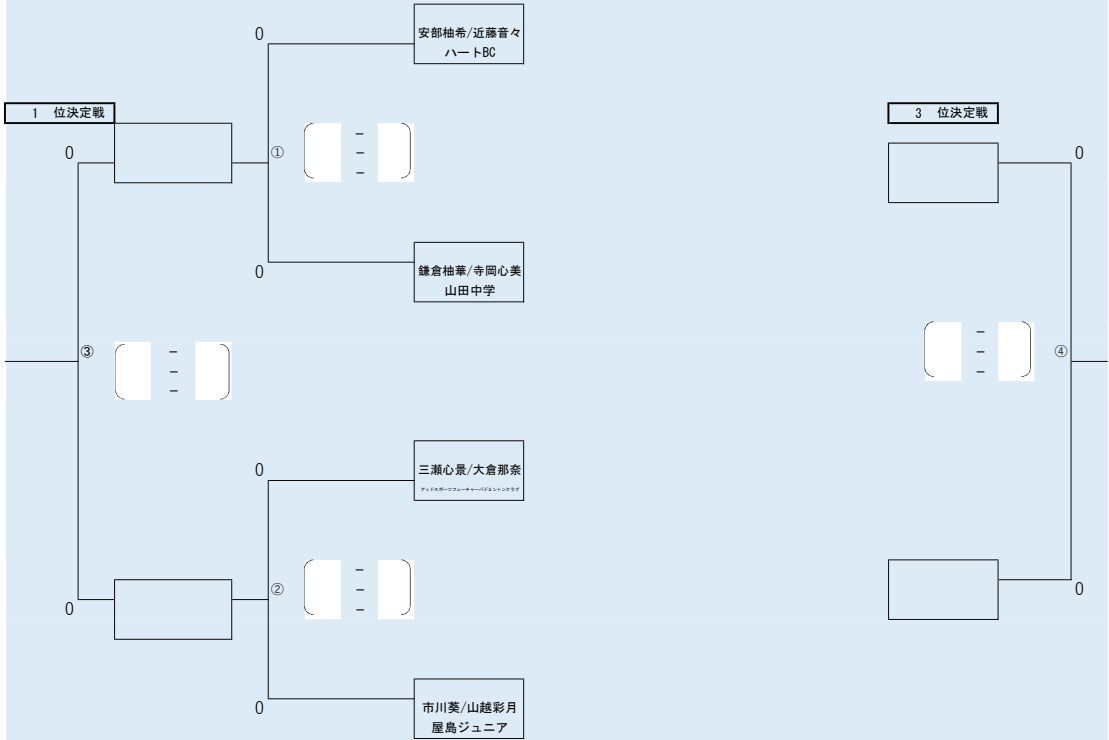 0
安部柚希/近藤音々
ハートBC
1 位決定戦
3 位決定戦
0
①
－
－
－
0
0
鎌倉柚華/寺岡心美
山田中学
③
－
－
－
－
－
－
④
0
三瀬心景/大倉那奈
②
－
－
－
0
0
0
市川葵/山越彩月
屋島ジュニア